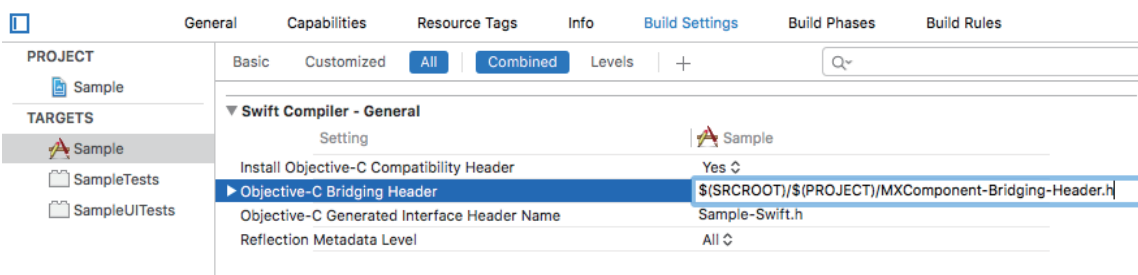 General Capabilities Resource Tags Info Build Settings Build Phases Build Rules
PROJECT
Sample
TARGETS
Sample
SampleTests
SampleUITests
Basic Customized All Combined Levels +
Swift Compiler - General
Setting Sample
Install Objective-C Compatibility Header Yes
Objective-C Bridging Header $(SRCROOT)/$(PROJECT)/MXComponent-Bridging-Header.h
Objective-C Generated Interface Header Name Sample-Swift.h
Reflection Metadata Level All